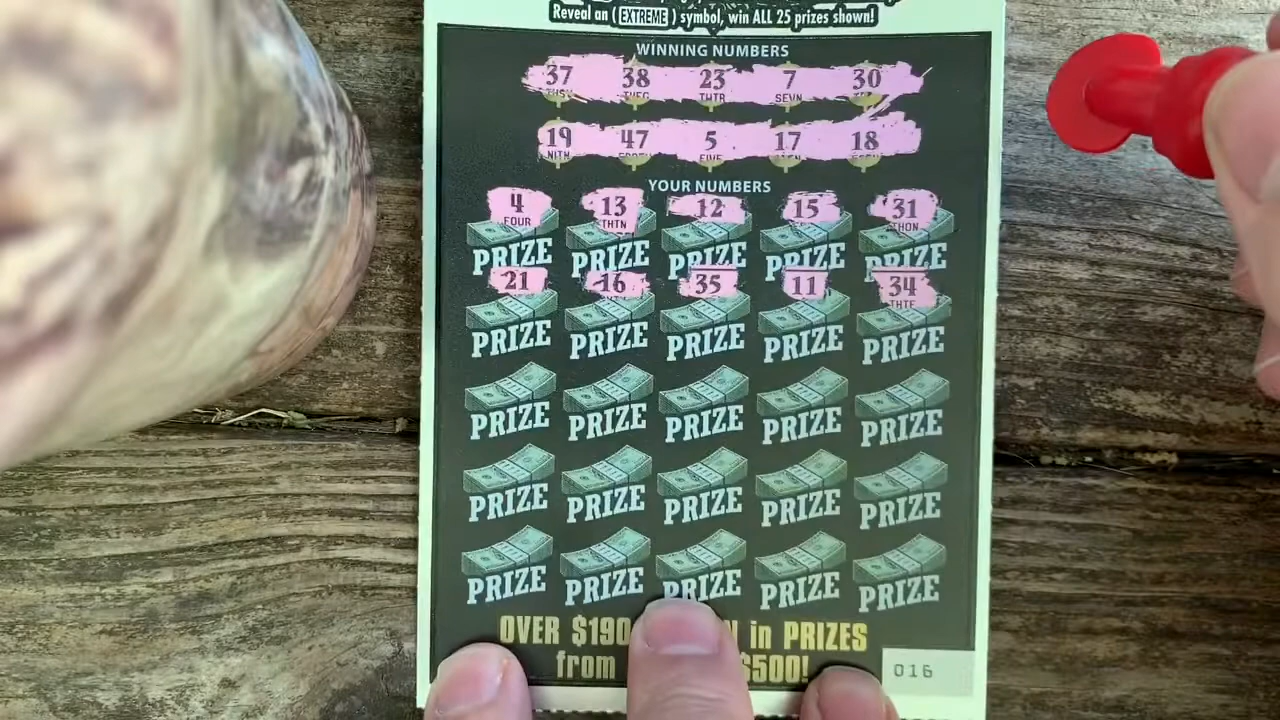 Reveal an (EXTREME) symbol, win ALL 25 prizes shown!
WINNING NUMBERS
37 38 23 7 30
SEVN
19 47 5 17 18
NITN FIVE
YOUR NUMBERS
4 13 12 15 31
FOUR THTN THON
PRIZE PRIZE PRIZE PRIZE PRIZE
21 16 35 11 34
PRIZE PRIZE PRIZE PRIZE PRIZE
PRIZE PRIZE PRIZE PRIZE PRIZE
PRIZE PRIZE PRIZE PRIZE PRIZE
PRIZE PRIZE PRIZE PRIZE PRIZE
OVER $190 in PRIZES
from $500!
016